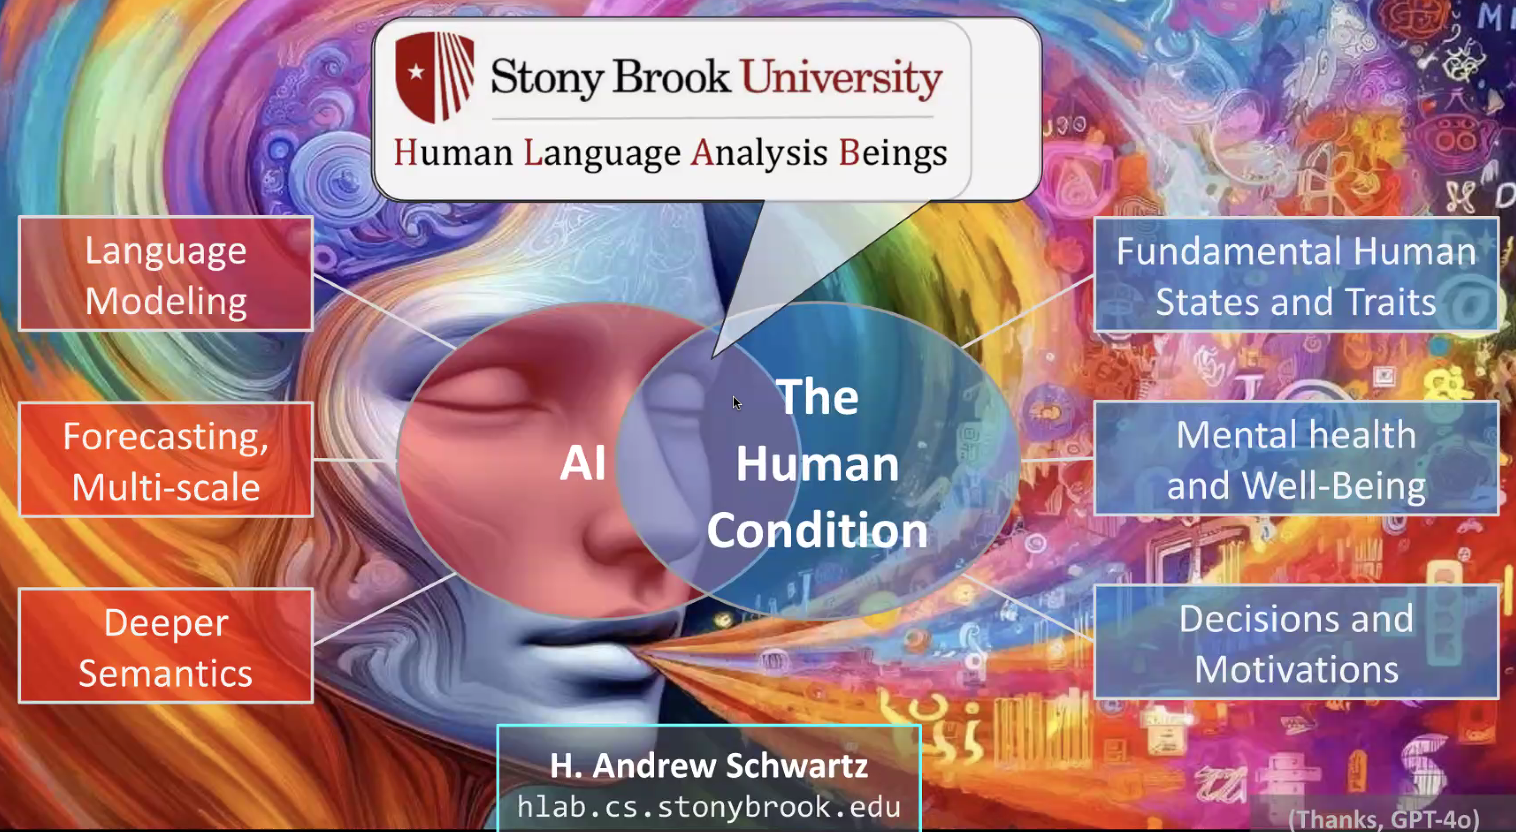 Stony Brook University
Human Language Analysis Beings
Language
Modeling
Forecasting,
Multi-scale
Deeper
Semantics
AI
The
Human
Condition
Fundamental Human
States and Traits
Mental health
and Well-Being
Decisions and
Motivations
H. Andrew Schwartz
hlab.cs.stonybrook.edu
(Thanks, GPT-4o)